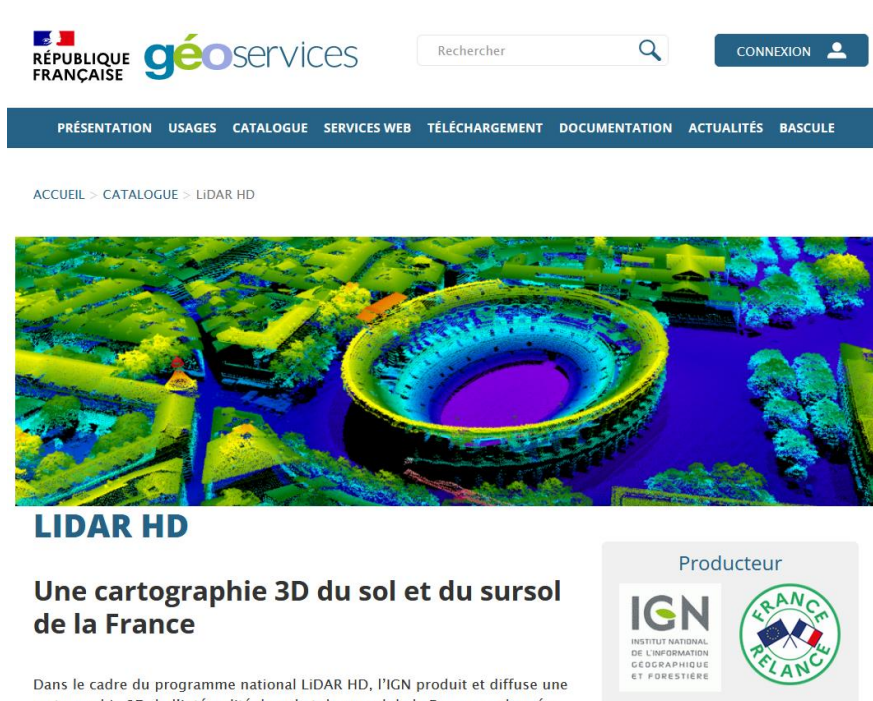 RÉPUBLIQUE
FRANÇAISE
géoservices
Rechercher
CONNEXION
PRÉSENTATION USAGES CATALOGUE SERVICES WEB TÉLÉCHARGEMENT DOCUMENTATION ACTUALITÉS BASCULE
ACCUEIL > CATALOGUE > LiDAR HD
LIDAR HD
Une cartographie 3D du sol et du sursol
de la France
Dans le cadre du programme national LiDAR HD, l’IGN produit et diffuse une
Producteur
IGN
INSTITUT NATIONAL
DE L'INFORMATION
GÉOGRAPHIQUE
ET FORESTIÈRE
FRANCE
RELANCE